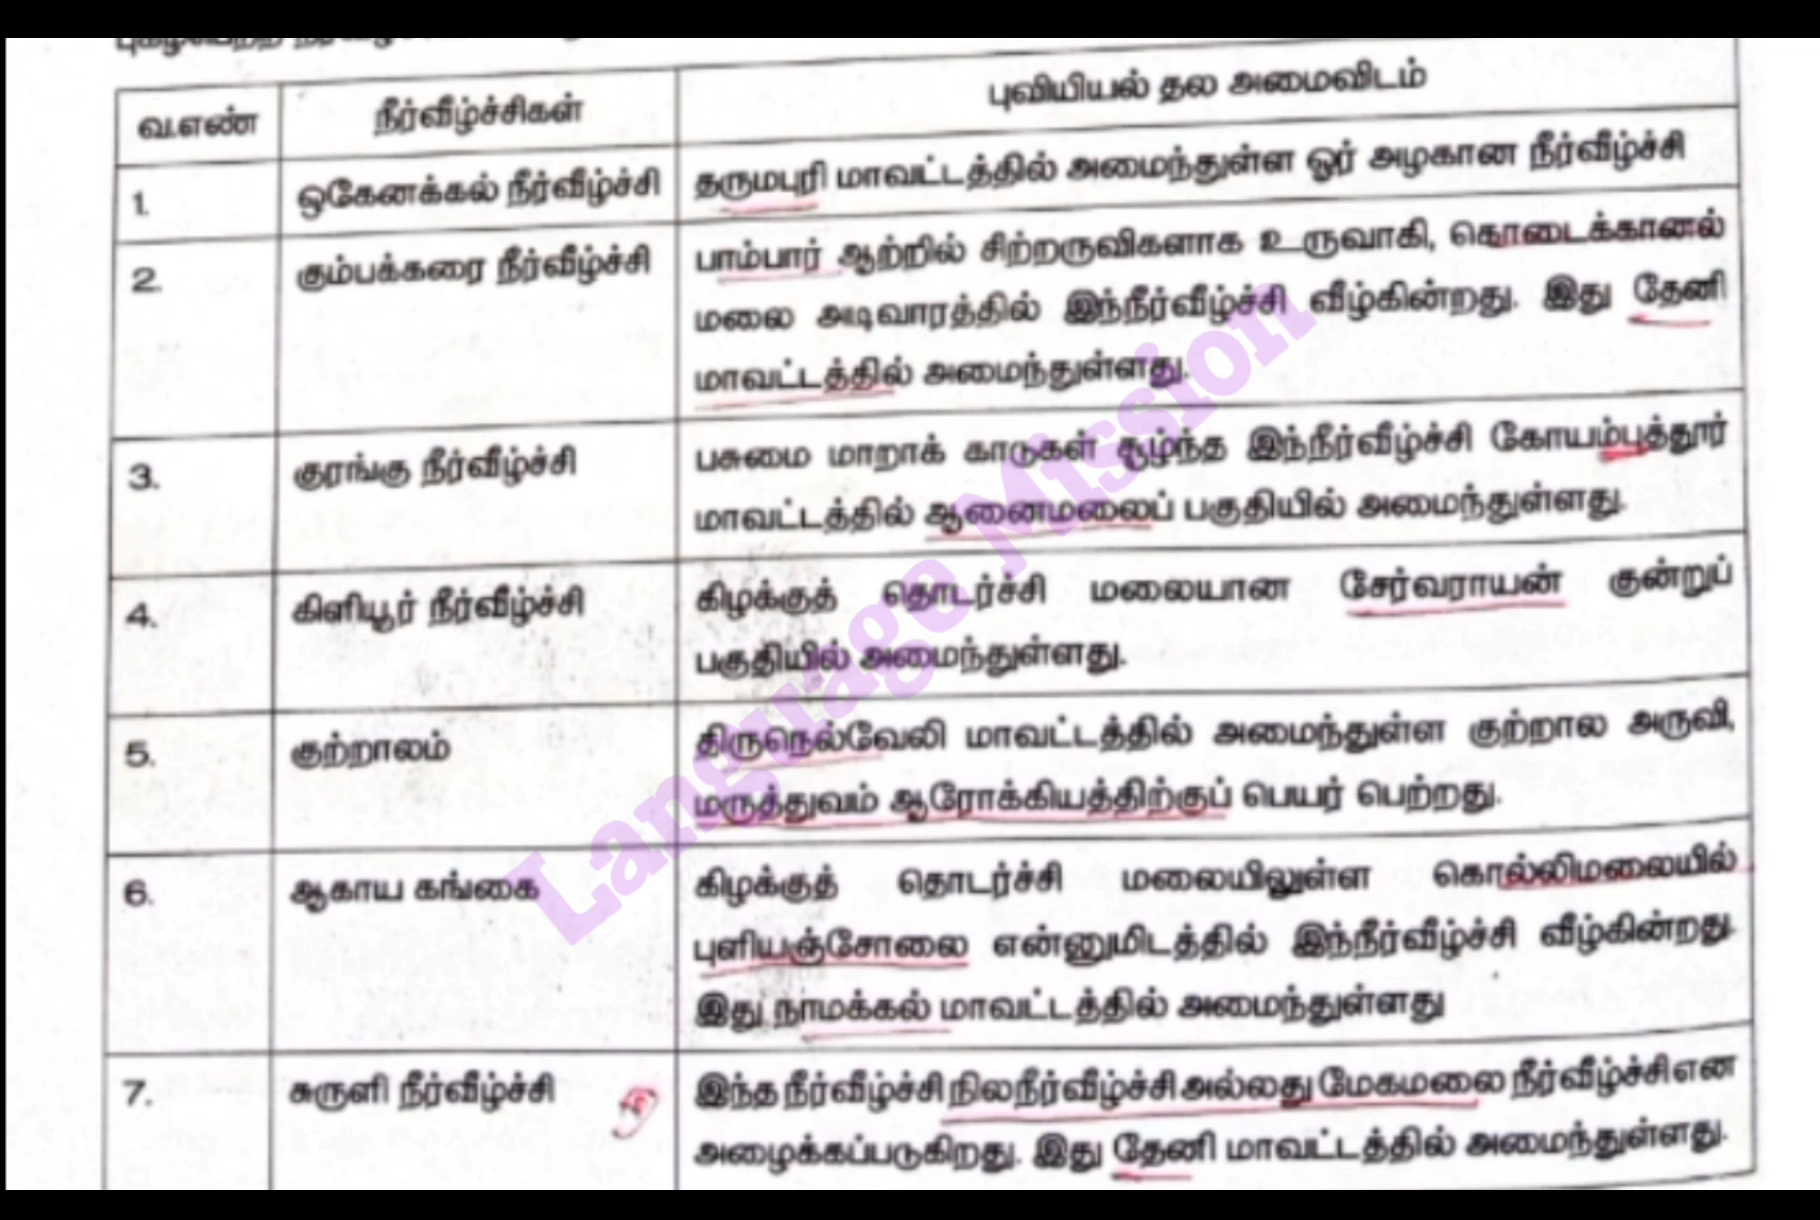 வ.எண் நீர்வீழ்ச்சிகள் புவியியல் தல அமைவிடம்
1. ஒகேனக்கல் நீர்வீழ்ச்சி தருமபுரி மாவட்டத்தில் அமைந்துள்ள ஓர் அழகான நீர்வீழ்ச்சி
2. கும்பக்கரை நீர்வீழ்ச்சி பாம்பார் ஆற்றில் சிற்றருவிகளாக உருவாகி, கொடைக்கானல்
மலை அடிவாரத்தில் இந்நீர்வீழ்ச்சி வீழ்கின்றது. இது தேனி
மாவட்டத்தில் அமைந்துள்ளது.
3. குரங்கு நீர்வீழ்ச்சி பசுமை மாறாக் காடுகள் சூழ்ந்த இந்நீர்வீழ்ச்சி கோயம்புத்தூர்
மாவட்டத்தில் ஆனைமலைப் பகுதியில் அமைந்துள்ளது.
4. கிளியூர் நீர்வீழ்ச்சி கிழக்குத் தொடர்ச்சி மலையான சேர்வராயன் குன்றுப்
பகுதியில் அமைந்துள்ளது.
5. குற்றாலம் திருநெல்வேலி மாவட்டத்தில் அமைந்துள்ள குற்றால அருவி,
மருத்துவம் ஆரோக்கியத்திற்குப் பெயர் பெற்றது.
6. ஆகாய கங்கை கிழக்குத் தொடர்ச்சி மலையிலுள்ள கொல்லிமலையில்
புளியஞ்சோலை என்னுமிடத்தில் இந்நீர்வீழ்ச்சி வீழ்கின்றது.
இது நாமக்கல் மாவட்டத்தில் அமைந்துள்ளது
7. சுருளி நீர்வீழ்ச்சி இந்த நீர்வீழ்ச்சி நிலநீர்வீழ்ச்சி அல்லது மேகமலை நீர்வீழ்ச்சி என
அழைக்கப்படுகிறது. இது தேனி மாவட்டத்தில் அமைந்துள்ளது.
Language Mission